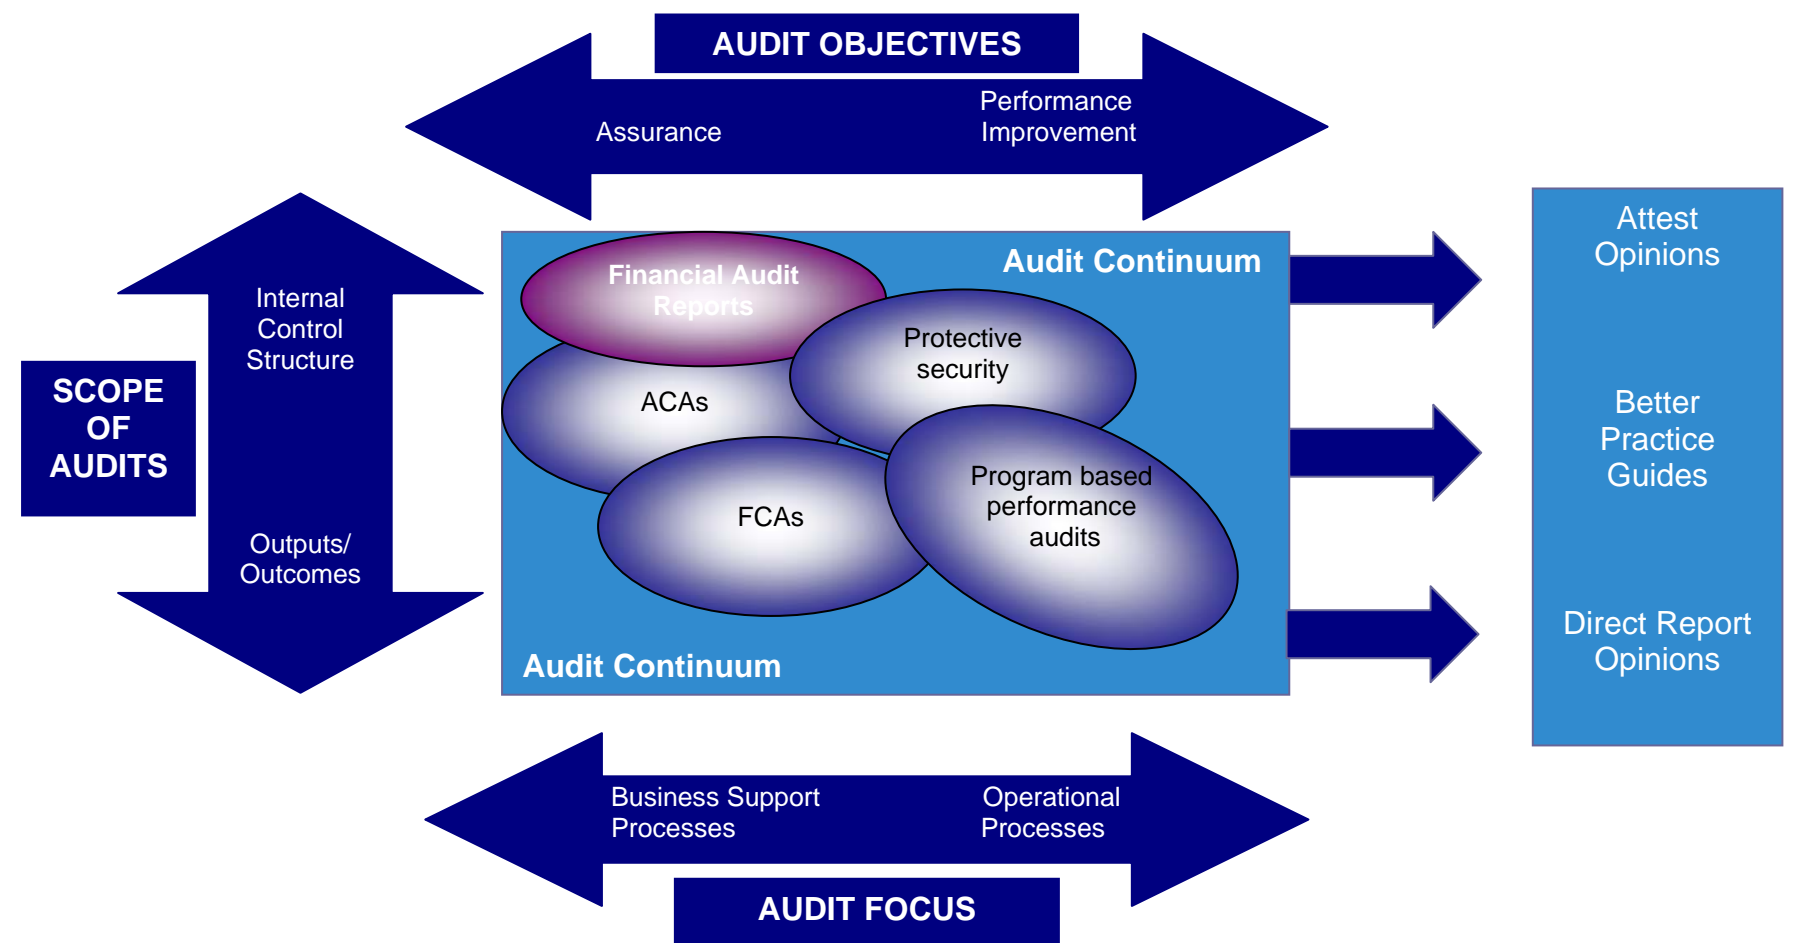 AUDIT OBJECTIVES
Assurance
Performance
Improvement
SCOPE
OF
AUDITS
Internal
Control
Structure
Outputs/
Outcomes
Audit Continuum
Financial Audit
Reports
Protective
security
ACAs
FCAs
Program based
performance
audits
Audit Continuum
Attest
Opinions
Better
Practice
Guides
Direct Report
Opinions
Business Support
Processes
Operational
Processes
AUDIT FOCUS